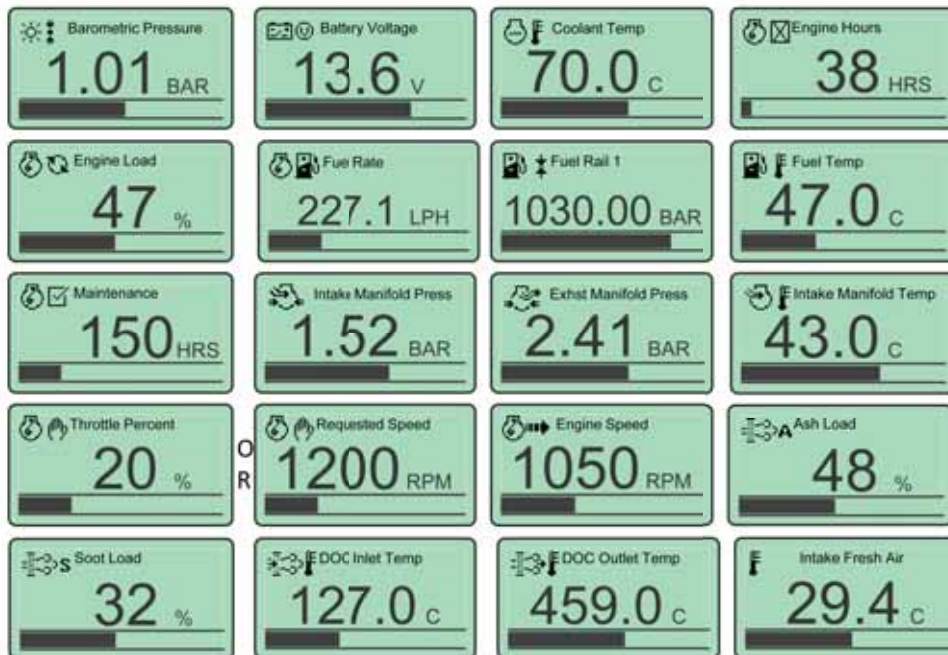 Barometric Pressure
1.01 BAR
Battery Voltage
13.6 V
Coolant Temp
70.0 C
Engine Hours
38 HRS
Engine Load
47 %
Fue Rate
227.1 LPH
Fuel Rail 1
1030.00 BAR
Fuel Temp
47.0 C
Maintenance
150 HRS
Intake Manifold Press
1.52 BAR
Exhst Manifold Press
2.41 BAR
Intake Manifold Temp
43.0 C
Throttle Percent
20 %
O
R
Requested Speed
1200 RPM
Engine Speed
1050 RPM
A Ash Load
48 %
S Soot Load
32 %
DOC Inlet Temp
127.0 C
DOC Outlet Temp
459.0 C
Intake Fresh Air
29.4 C